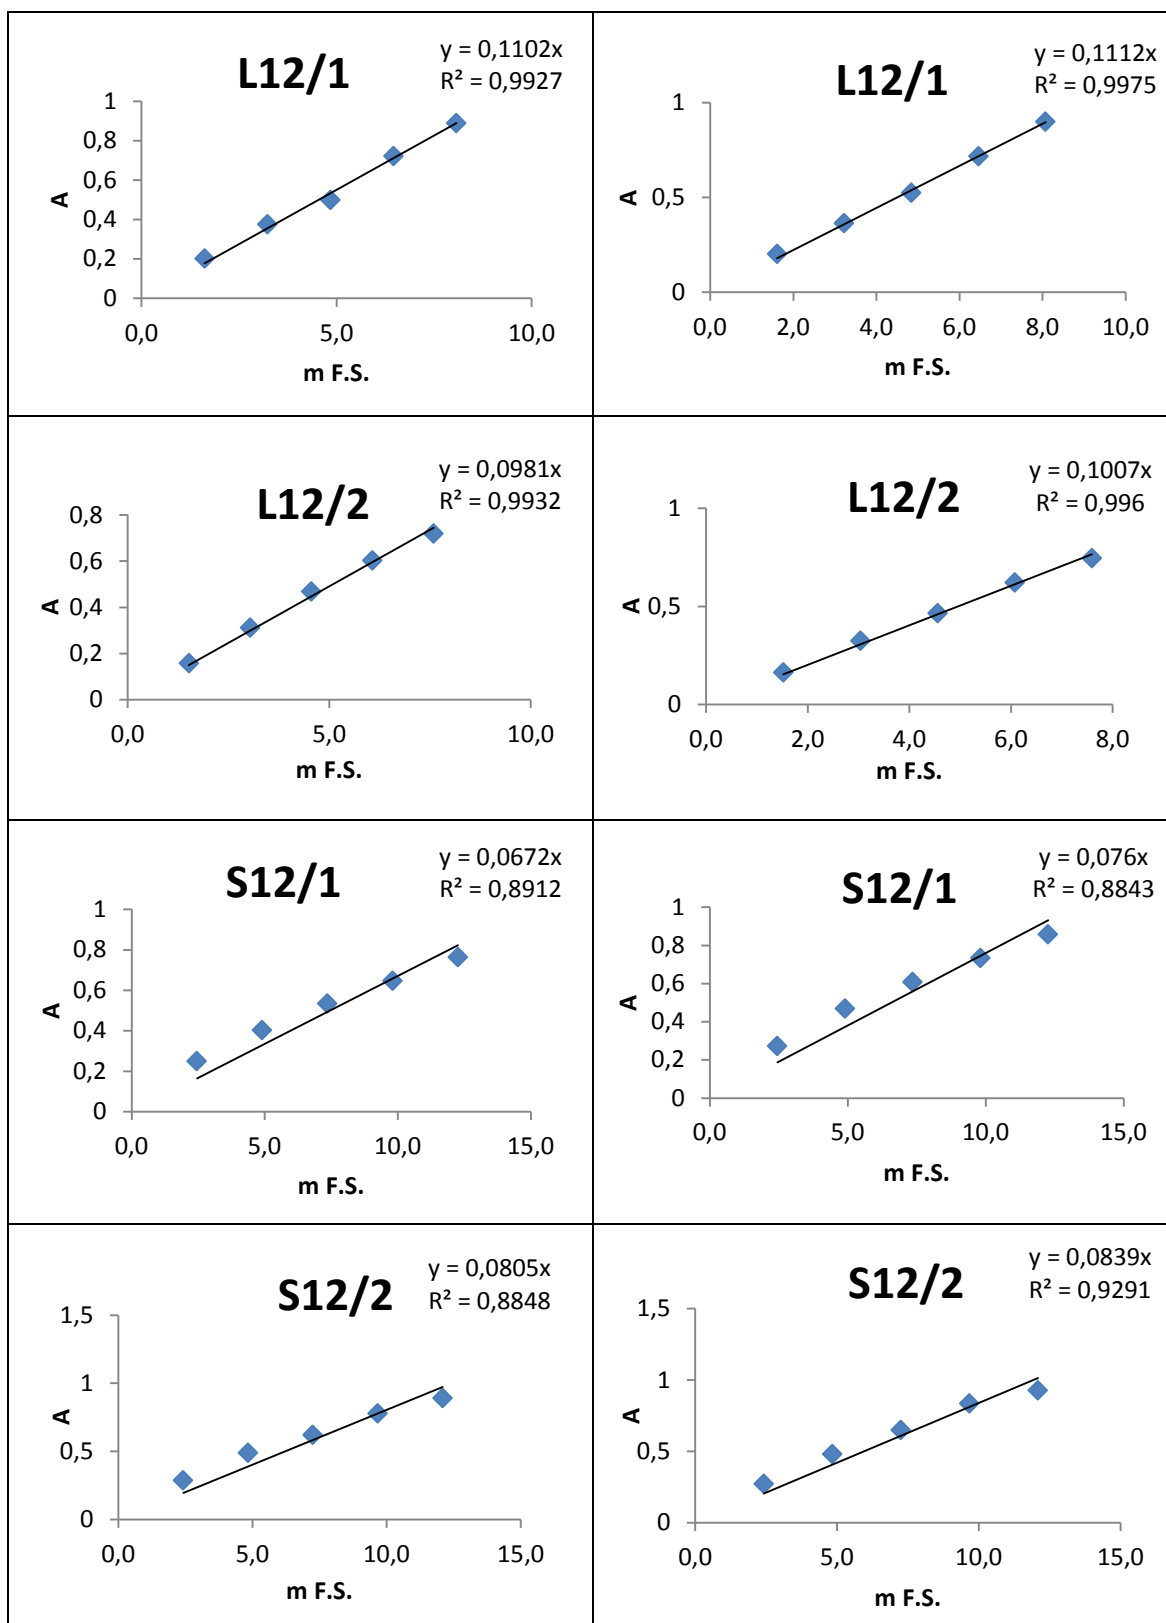 L12/1
y = 0,1102x
R² = 0,9927
1
0,8
0,6
0,4
0,2
0
A
0,0 5,0 10,0
m F.S.
L12/1
y = 0,1112x
R² = 0,9975
1
0,5
0
A
0,0 2,0 4,0 6,0 8,0 10,0
m F.S.
L12/2
y = 0,0981x
R² = 0,9932
0,8
0,6
0,4
0,2
0
A
0,0 5,0 10,0
m F.S.
L12/2
y = 0,1007x
R² = 0,996
1
0,5
0
A
0,0 2,0 4,0 6,0 8,0
m F.S.
S12/1
y = 0,0672x
R² = 0,8912
1
0,8
0,6
0,4
0,2
0
A
0,0 5,0 10,0 15,0
m F.S.
S12/1
y = 0,076x
R² = 0,8843
1
0,8
0,6
0,4
0,2
0
A
0,0 5,0 10,0 15,0
m F.S.
S12/2
y = 0,0805x
R² = 0,8848
1,5
1
0,5
0
A
0,0 5,0 10,0 15,0
m F.S.
S12/2
y = 0,0839x
R² = 0,9291
1,5
1
0,5
0
A
0,0 5,0 10,0 15,0
m F.S.